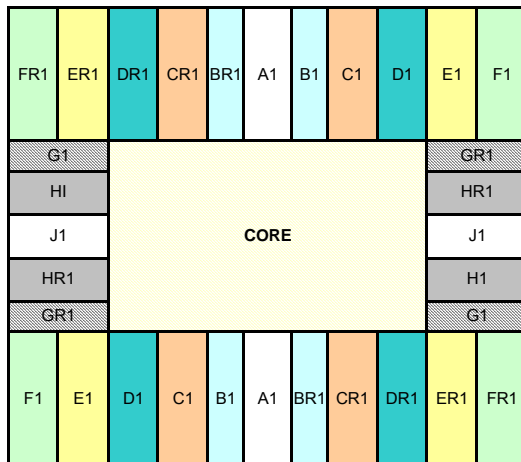 FR1 ER1 DR1 CR1 BR1 A1 B1 C1 D1 E1 F1
G1 GR1
HI HR1
J1 CORE J1
HR1 H1
GR1 G1
F1 E1 D1 C1 B1 A1 BR1 CR1 DR1 ER1 FR1